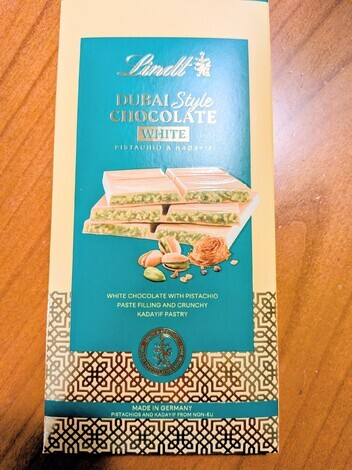 Lindt
DUBAI Style
CHOCOLATE
WHITE
PISTACHIO & KADAYIF
WHITE CHOCOLATE WITH PISTACHIO
PASTE FILLING AND CRUNCHY
KADAYIF PASTRY
MADE IN GERMANY
PISTACHIOS AND KADAYIF FROM NON-EU